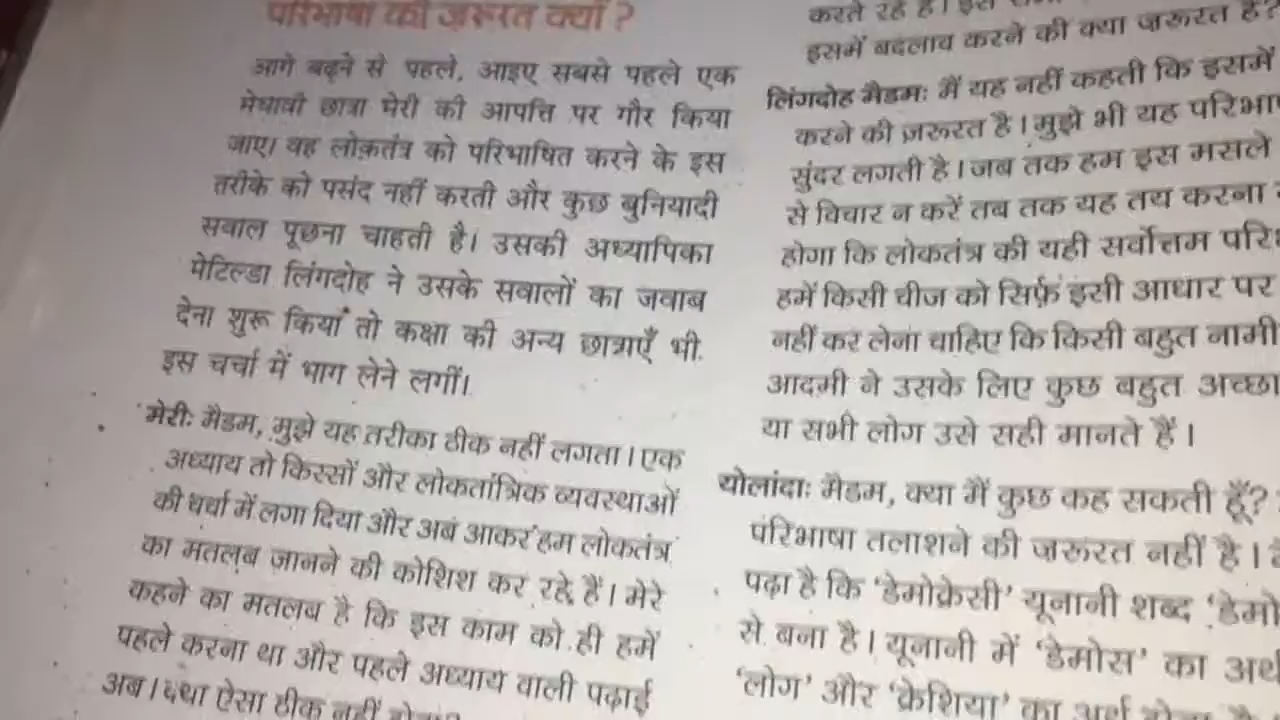 परिभाषा की ज़रूरत क्यों?
आगे बढ़ने से पहले, आइए सबसे पहले एक
मेधावी छात्रा मेरी की आपत्ति पर गौर किया
जाए। वह लोकतंत्र को परिभाषित करने के इस
तरीके को पसंद नहीं करती और कुछ बुनियादी
सवाल पूछना चाहती है। उसकी अध्यापिका
मेटिल्डा लिंगदोह ने उसके सवालों का जवाब
देना शुरू किया तो कक्षा की अन्य छात्राएँ भी
इस चर्चा में भाग लेने लगीं।
मेरी: मैडम, मुझे यह तरीका ठीक नहीं लगता। एक
अध्याय तो किस्सों और लोकतांत्रिक व्यवस्थाओं
की चर्चा में लगा दिया और अब आकर हम लोकतंत्र
का मतलब जानने की कोशिश कर रहे हैं। मेरे
कहने का मतलब है कि इस काम को ही हमें
पहले करना था और पहले अध्याय वाली पढ़ाई
अब। क्या ऐसा ठीक नहीं
करते रहे हैं। इस
इसमें बदलाव करने की क्या ज़रूरत है?
लिंगदोह मैडम: मैं यह नहीं कहती कि इसमें
करने की ज़रूरत है। मुझे भी यह
सुंदर लगती है। जब तक हम इस मसले
से विचार न करें तब तक यह तय करना
होगा कि लोकतंत्र की यही सर्वोत्तम
हमें किसी चीज को सिर्फ़ इसी आधार पर
नहीं कर लेना चाहिए कि किसी बहुत नामी
आदमी ने उसके लिए कुछ बहुत अच्छा
या सभी लोग उसे सही मानते हैं।
योलांदा: मैडम, क्या मैं कुछ कह सकती हूँ?
परिभाषा तलाशने की ज़रूरत नहीं है।
पढ़ा है कि 'डेमोक्रेसी' यूनानी शब्द 'डेमो
से बना है। यूनानी में 'डेमोस' का अर्थ
'लोग' और 'क्रेशिया' का अर्थ